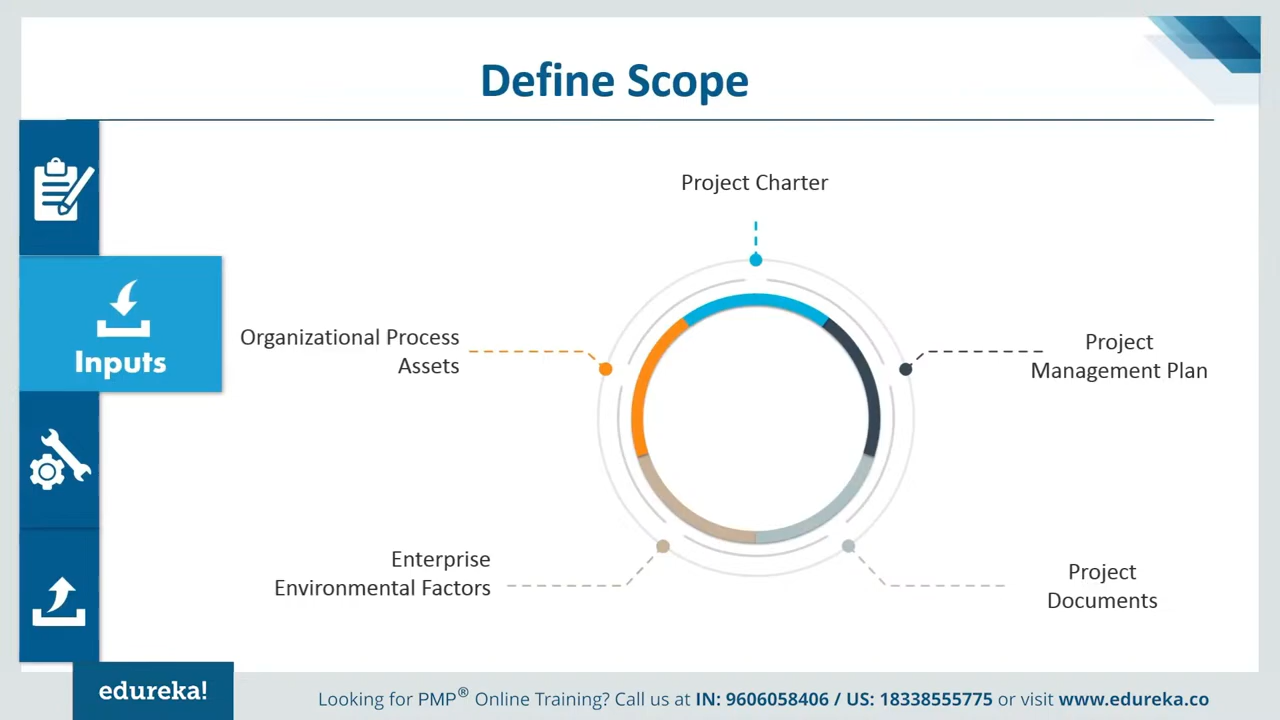 Define Scope
Project Charter
Inputs
Organizational Process
Assets
Project
Management Plan
Enterprise
Environmental Factors
Project
Documents
edureka!
Looking for PMP® Online Training? Call us at IN: 9606058406 / US: 18338555775 or visit www.edureka.co